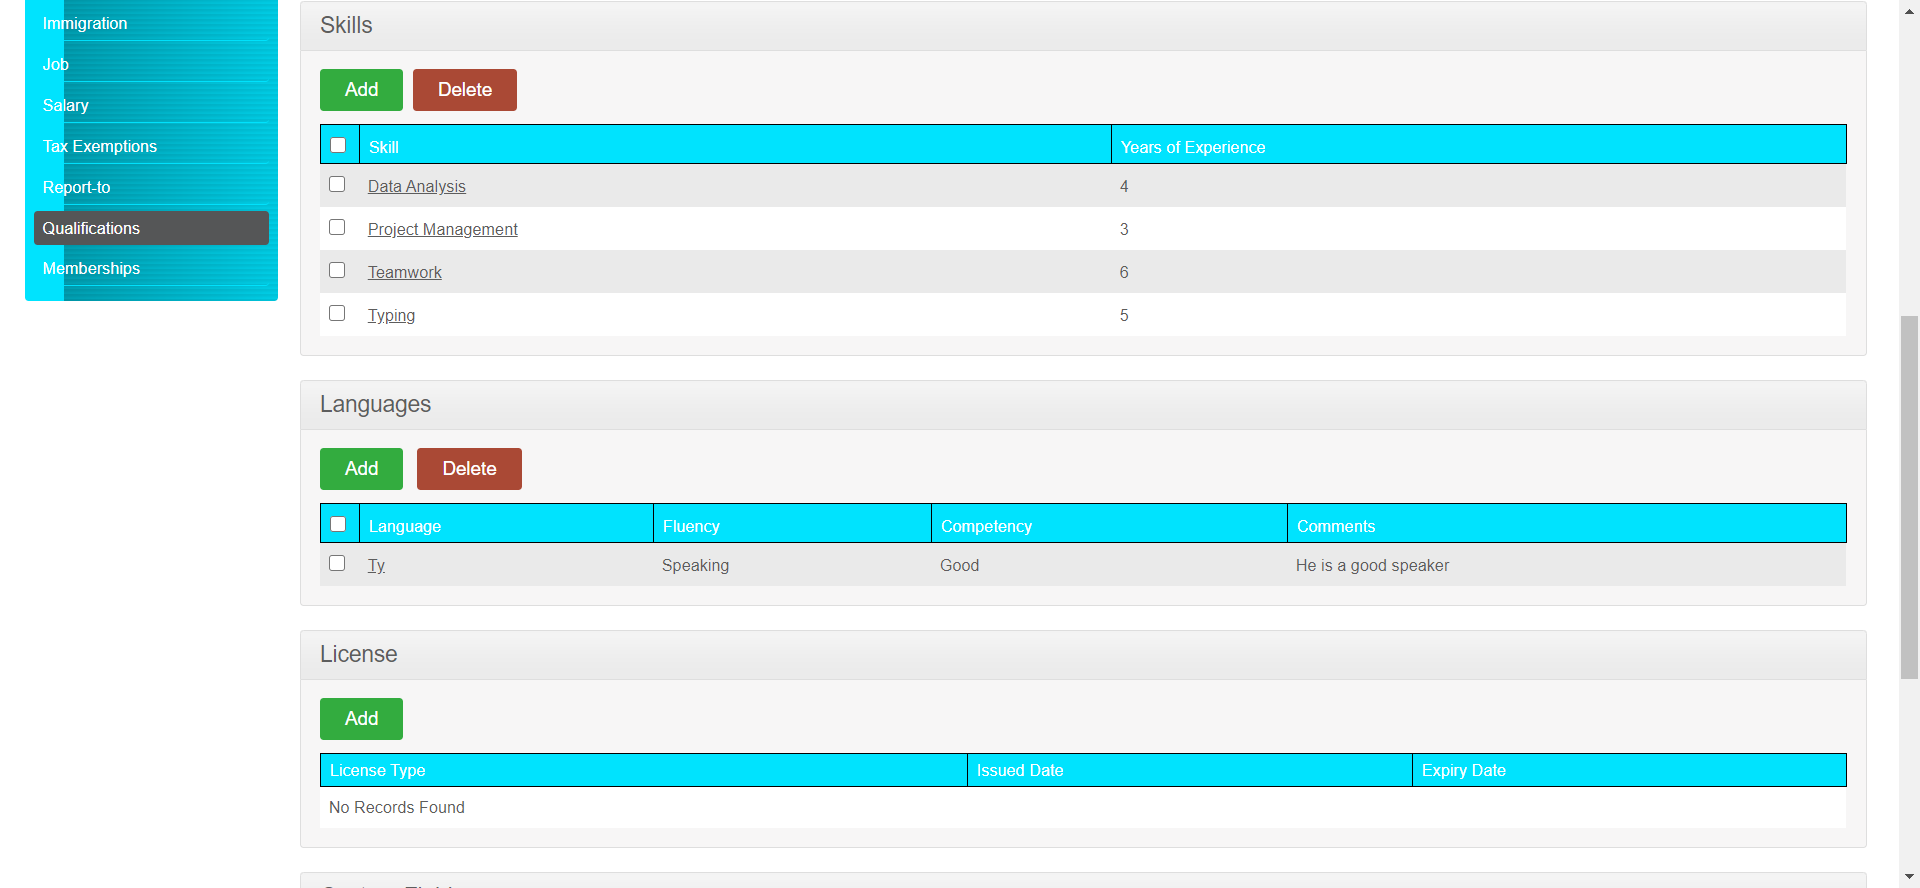 Immigration
Job
Salary
Tax Exemptions
Report-to
Qualifications
Memberships
Skills
Add Delete
Skill Years of Experience
Data Analysis 4
Project Management 3
Teamwork 6
Typing 5
Languages
Add Delete
Language Fluency Competency Comments
Ty Speaking Good He is a good speaker
License
Add
License Type Issued Date Expiry Date
No Records Found